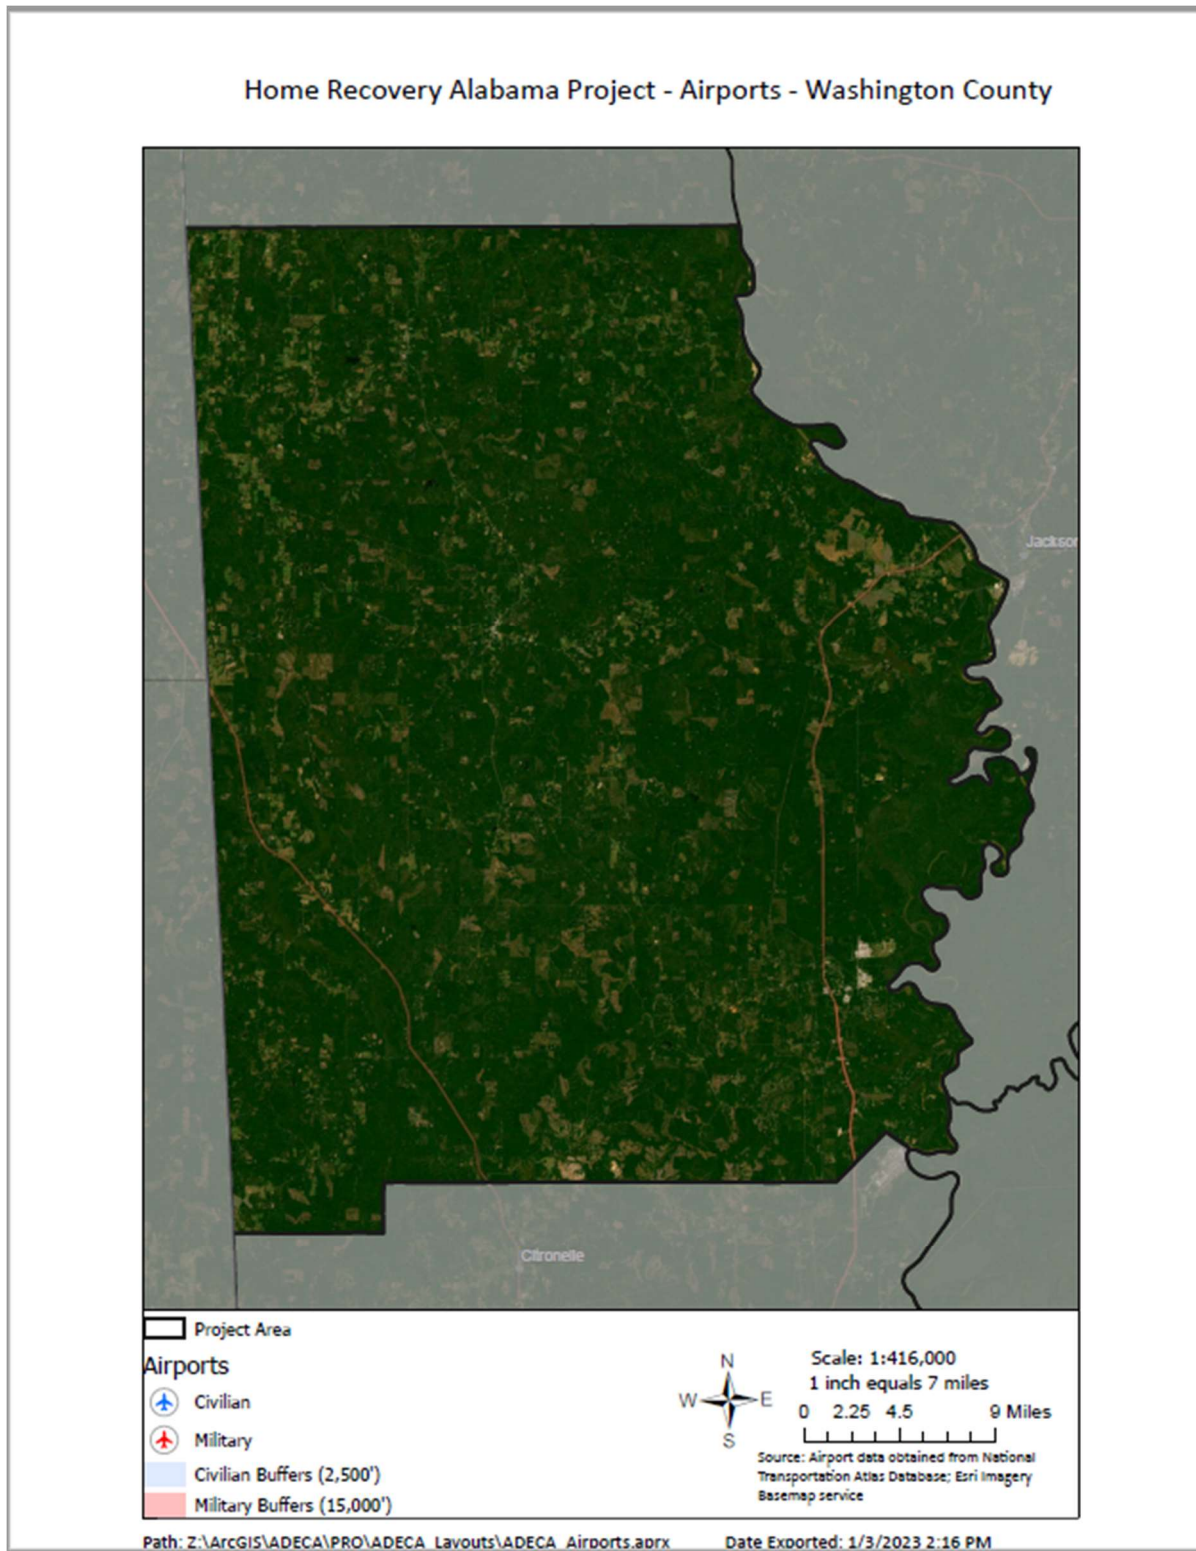 Home Recovery Alabama Project - Airports - Washington County
Jackson
Citronelle
Project Area
Airports
Civilian
Military
Civilian Buffers (2,500')
Military Buffers (15,000')
N
W E
S
Scale: 1:416,000
1 inch equals 7 miles
0 2.25 4.5 9 Miles
Source: Airport data obtained from National
Transportation Atlas Database; Esri Imagery
Basemap service
Path: Z:\ArcGIS\ADECA\PRO\ADECA_Layouts\ADECA_Airports.aprx Date Exported: 1/3/2023 2:16 PM